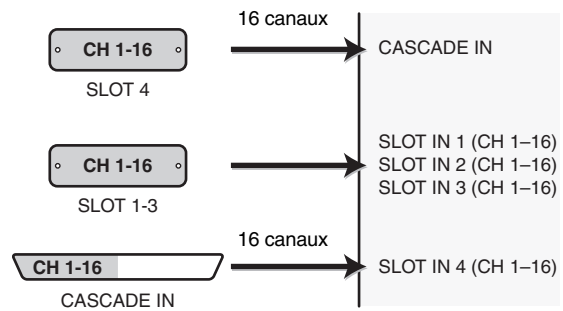 16 canaux
CH 1-16
CASCADE IN
SLOT 4
CH 1-16
SLOT IN 1 (CH 1–16)
SLOT IN 2 (CH 1–16)
SLOT IN 3 (CH 1–16)
SLOT 1-3
16 canaux
CH 1-16
SLOT IN 4 (CH 1–16)
CASCADE IN